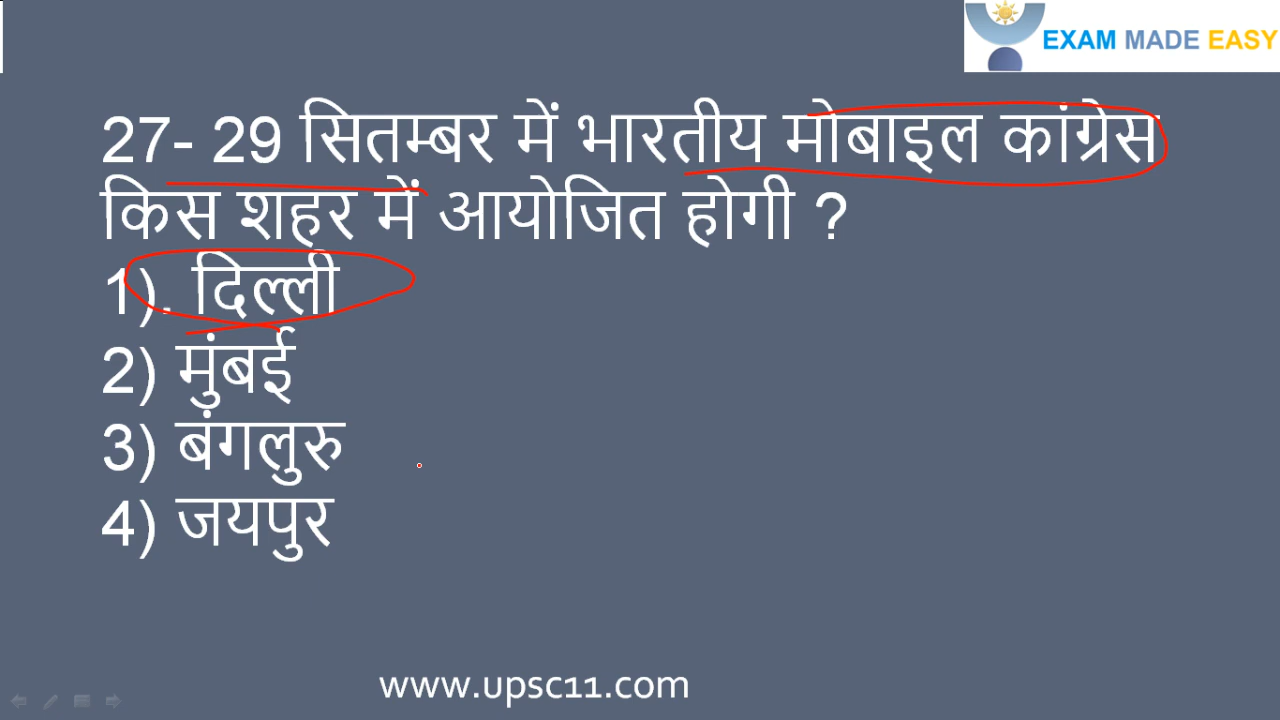 EXAM MADE EASY
27- 29 सितम्बर में भारतीय मोबाइल कांग्रेस
किस शहर में आयोजित होगी ?
1). दिल्ली
2) मुंबई
3) बंगलुरु
4) जयपुर
www.upsc11.com